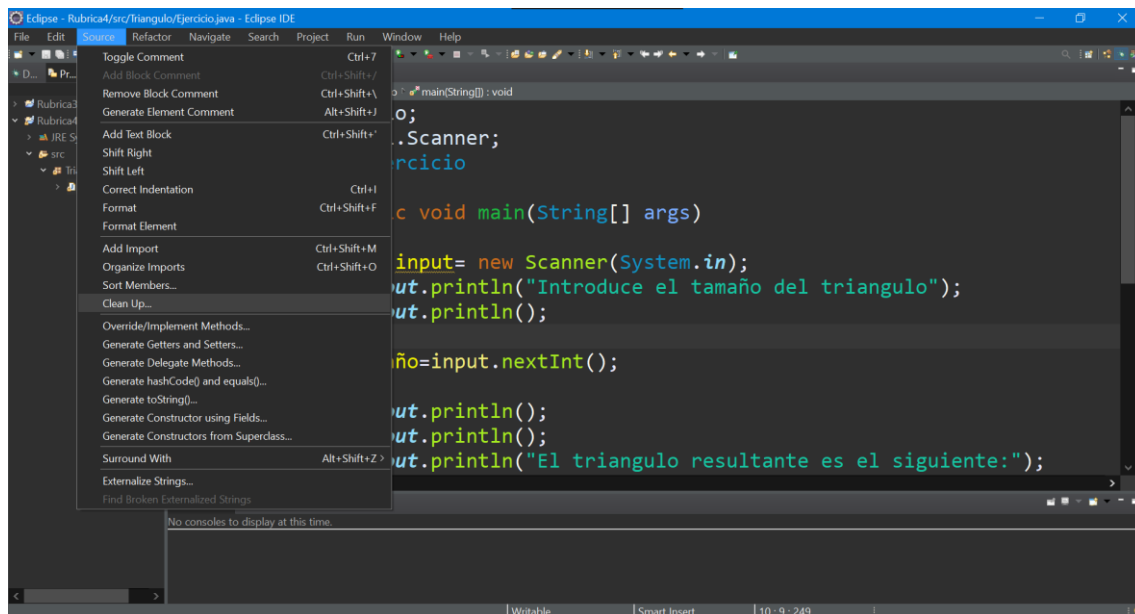 Eclipse - Rubrica4/src/Triangulo/Ejercicio.java - Eclipse IDE
File Edit Source Refactor Navigate Search Project Run Window Help
D... Pr...
Toggle Comment Ctrl+7
Add Block Comment Ctrl+Shift+/
Remove Block Comment Ctrl+Shift+\
Generate Element Comment Alt+Shift+J
Add Text Block Ctrl+Shift+'
Shift Right
Shift Left
Correct Indentation Ctrl+I
Format Ctrl+Shift+F
Format Element
Add Import Ctrl+Shift+M
Organize Imports Ctrl+Shift+O
Sort Members...
Clean Up...
Override/Implement Methods...
Generate Getters and Setters...
Generate Delegate Methods...
Generate hashCode() and equals()...
Generate toString()...
Generate Constructor using Fields...
Generate Constructors from Superclass...
Surround With Alt+Shift+Z >
Externalize Strings...
Find Broken Externalized Strings
Rubrica3
Rubrica4
JRE Sy
src
Tri
main(String[]) : void
o;
.Scanner;
rcicio
c void main(String[] args)
input= new Scanner(System.in);
ut.println("Introduce el tamaño del triangulo");
ut.println();
ño=input.nextInt();
ut.println();
ut.println();
ut.println("El triangulo resultante es el siguiente:");
No consoles to display at this time.
Writable Smart Insert 10 : 9 : 249